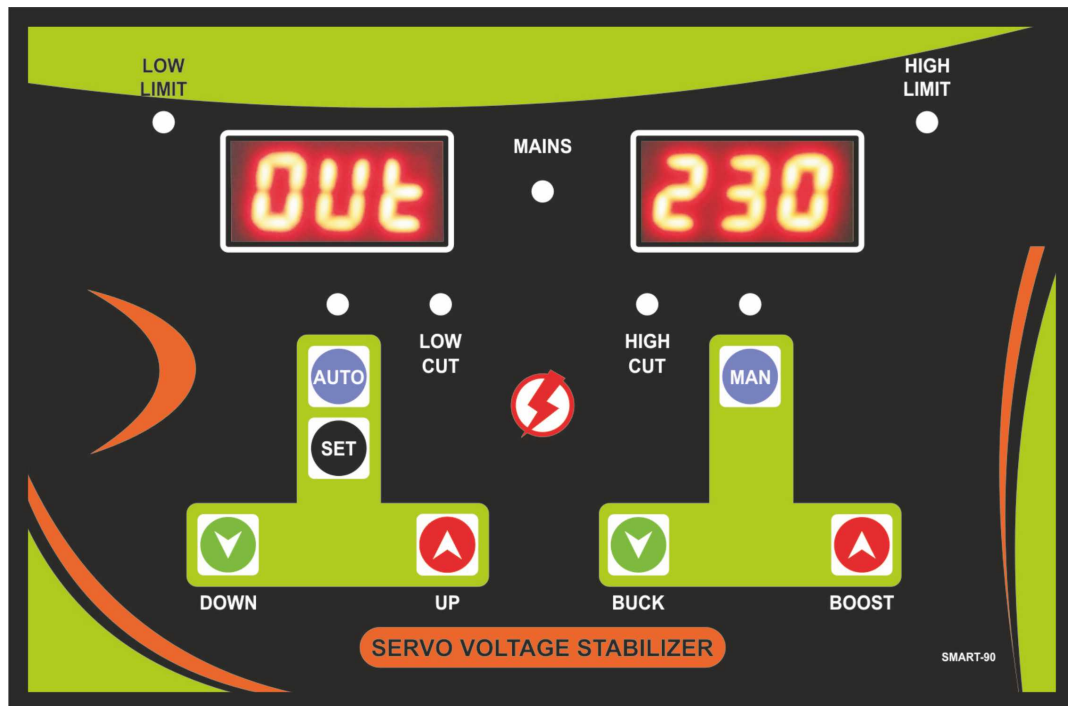 LOW
LIMIT
HIGH
LIMIT
MAINS
OUt
230
LOW
CUT
HIGH
CUT
AUTO
MAN
SET
DOWN
UP
BUCK
BOOST
SERVO VOLTAGE STABILIZER
SMART-90